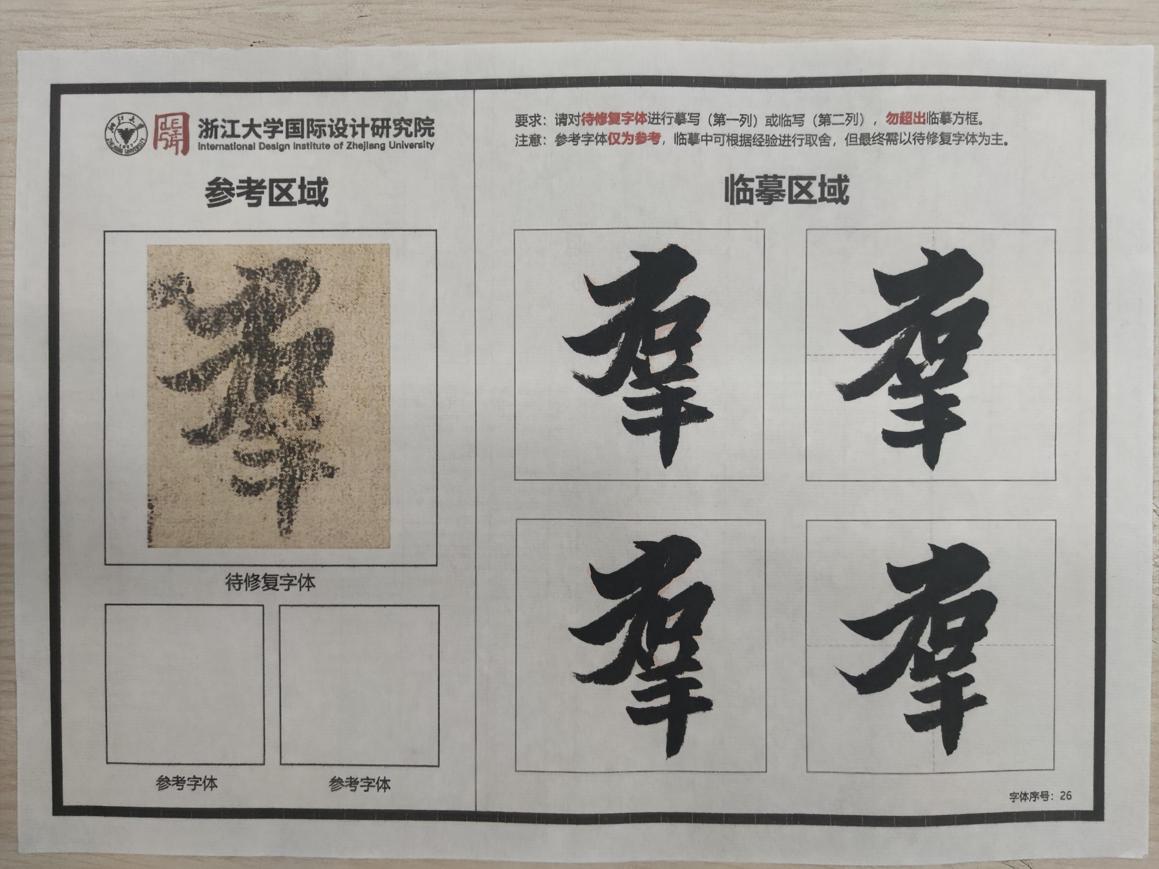 浙江大学国际设计研究院
International Design Institute of Zhejiang University
参考区域
羣
待修复字体
参考字体
参考字体
要求：请对待修复字体进行摹写（第一列）或临写（第二列），勿超出临摹方框。
注意：参考字体仅为参考，临摹中可根据经验进行取舍，但最终需以待修复字体为主。
临摹区域
羣
羣
羣
羣
字体序号：26